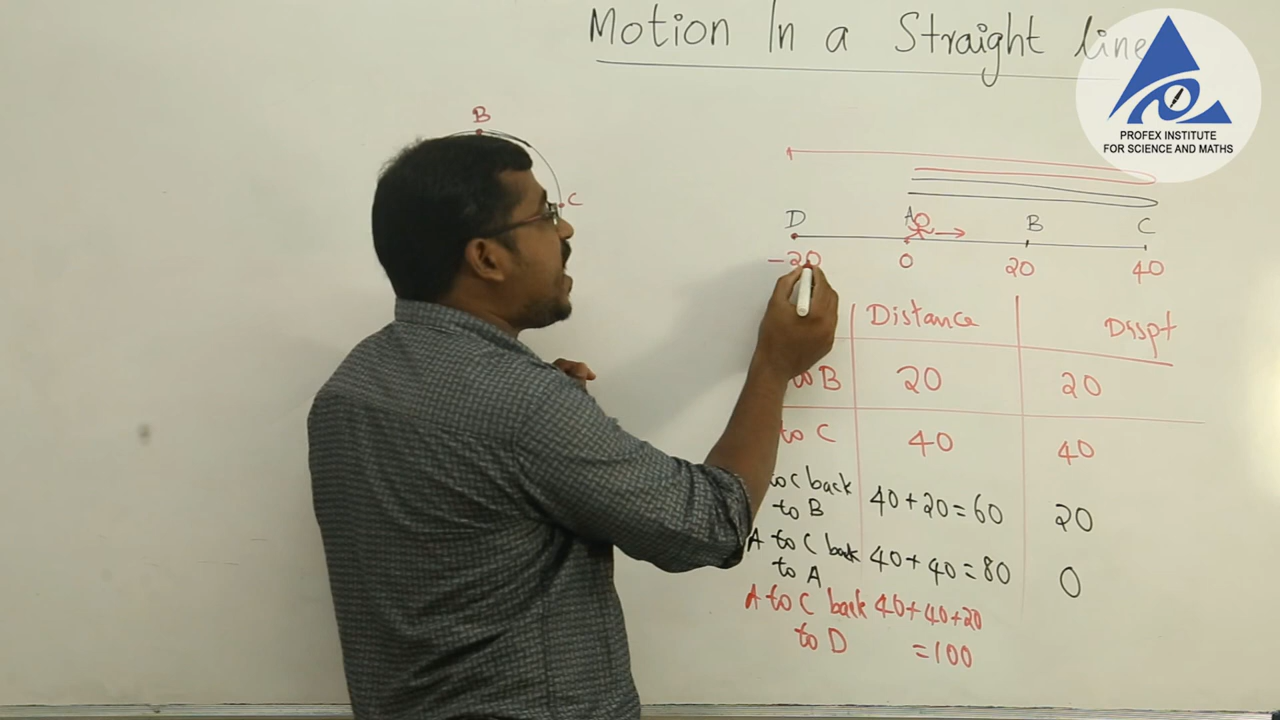 Motion In a Straight line
PROFEX INSTITUTE
FOR SCIENCE AND MATHS
B
C
D A B C
-20 0 20 40
Distance Disspt
to B 20 20
to C 40 40
to C back
to B 40+20=60 20
A to C back
to A 40+40=80 0
A to C back 40+40+20
to D =100